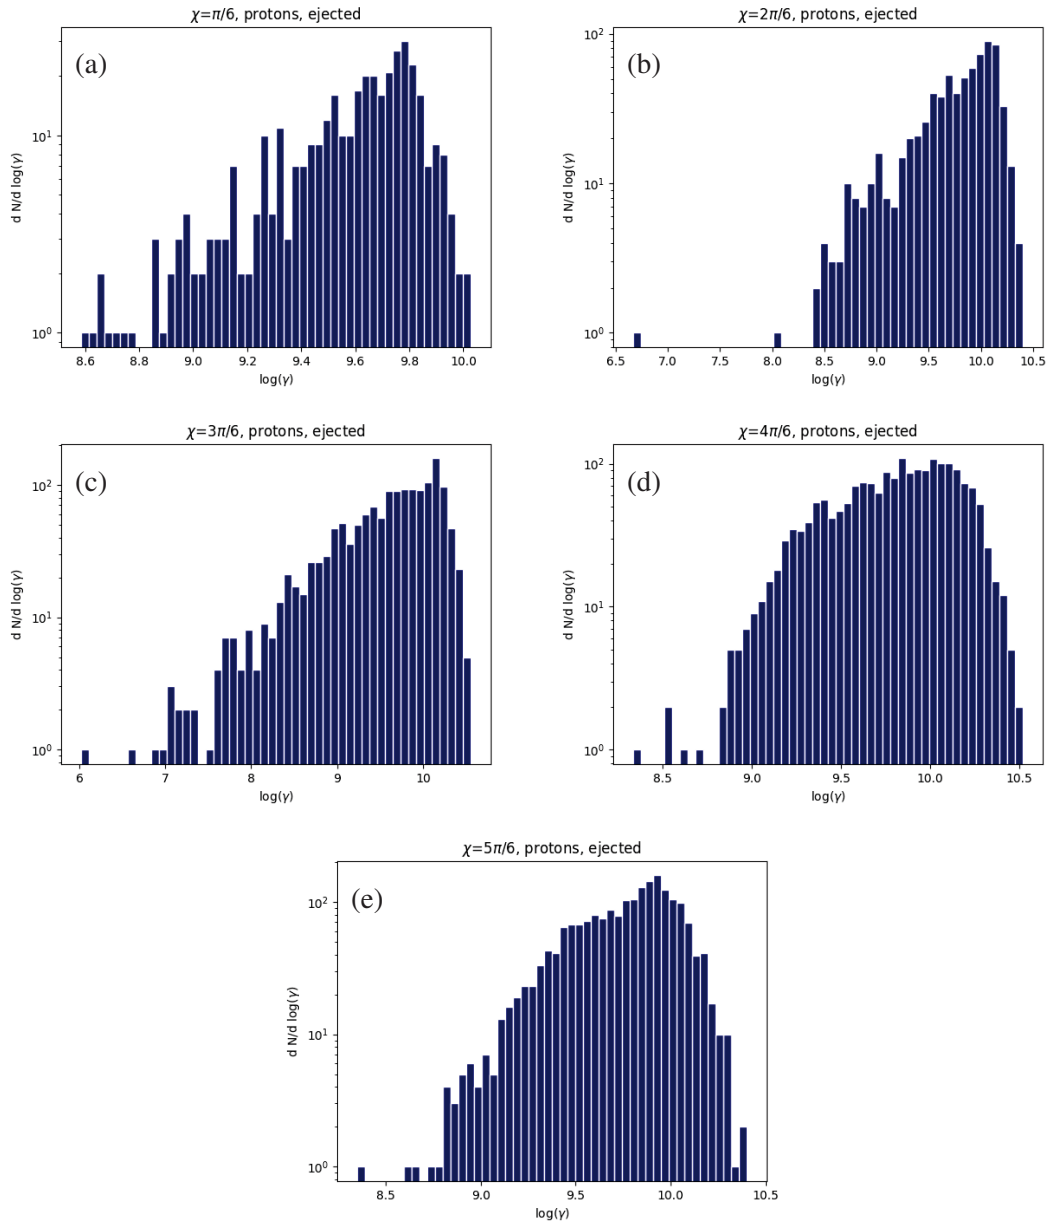 χ=π/6, protons, ejected
(a)
d N/d log(γ)
10¹
10⁰
8.6 8.8 9.0 9.2 9.4 9.6 9.8 10.0
log(γ)
χ=2π/6, protons, ejected
(b)
d N/d log(γ)
10²
10¹
10⁰
6.5 7.0 7.5 8.0 8.5 9.0 9.5 10.0 10.5
log(γ)
χ=3π/6, protons, ejected
(c)
d N/d log(γ)
10²
10¹
10⁰
6 7 8 9 10
log(γ)
χ=4π/6, protons, ejected
(d)
d N/d log(γ)
10²
10¹
10⁰
8.5 9.0 9.5 10.0 10.5
log(γ)
χ=5π/6, protons, ejected
(e)
d N/d log(γ)
10²
10¹
10⁰
8.5 9.0 9.5 10.0 10.5
log(γ)